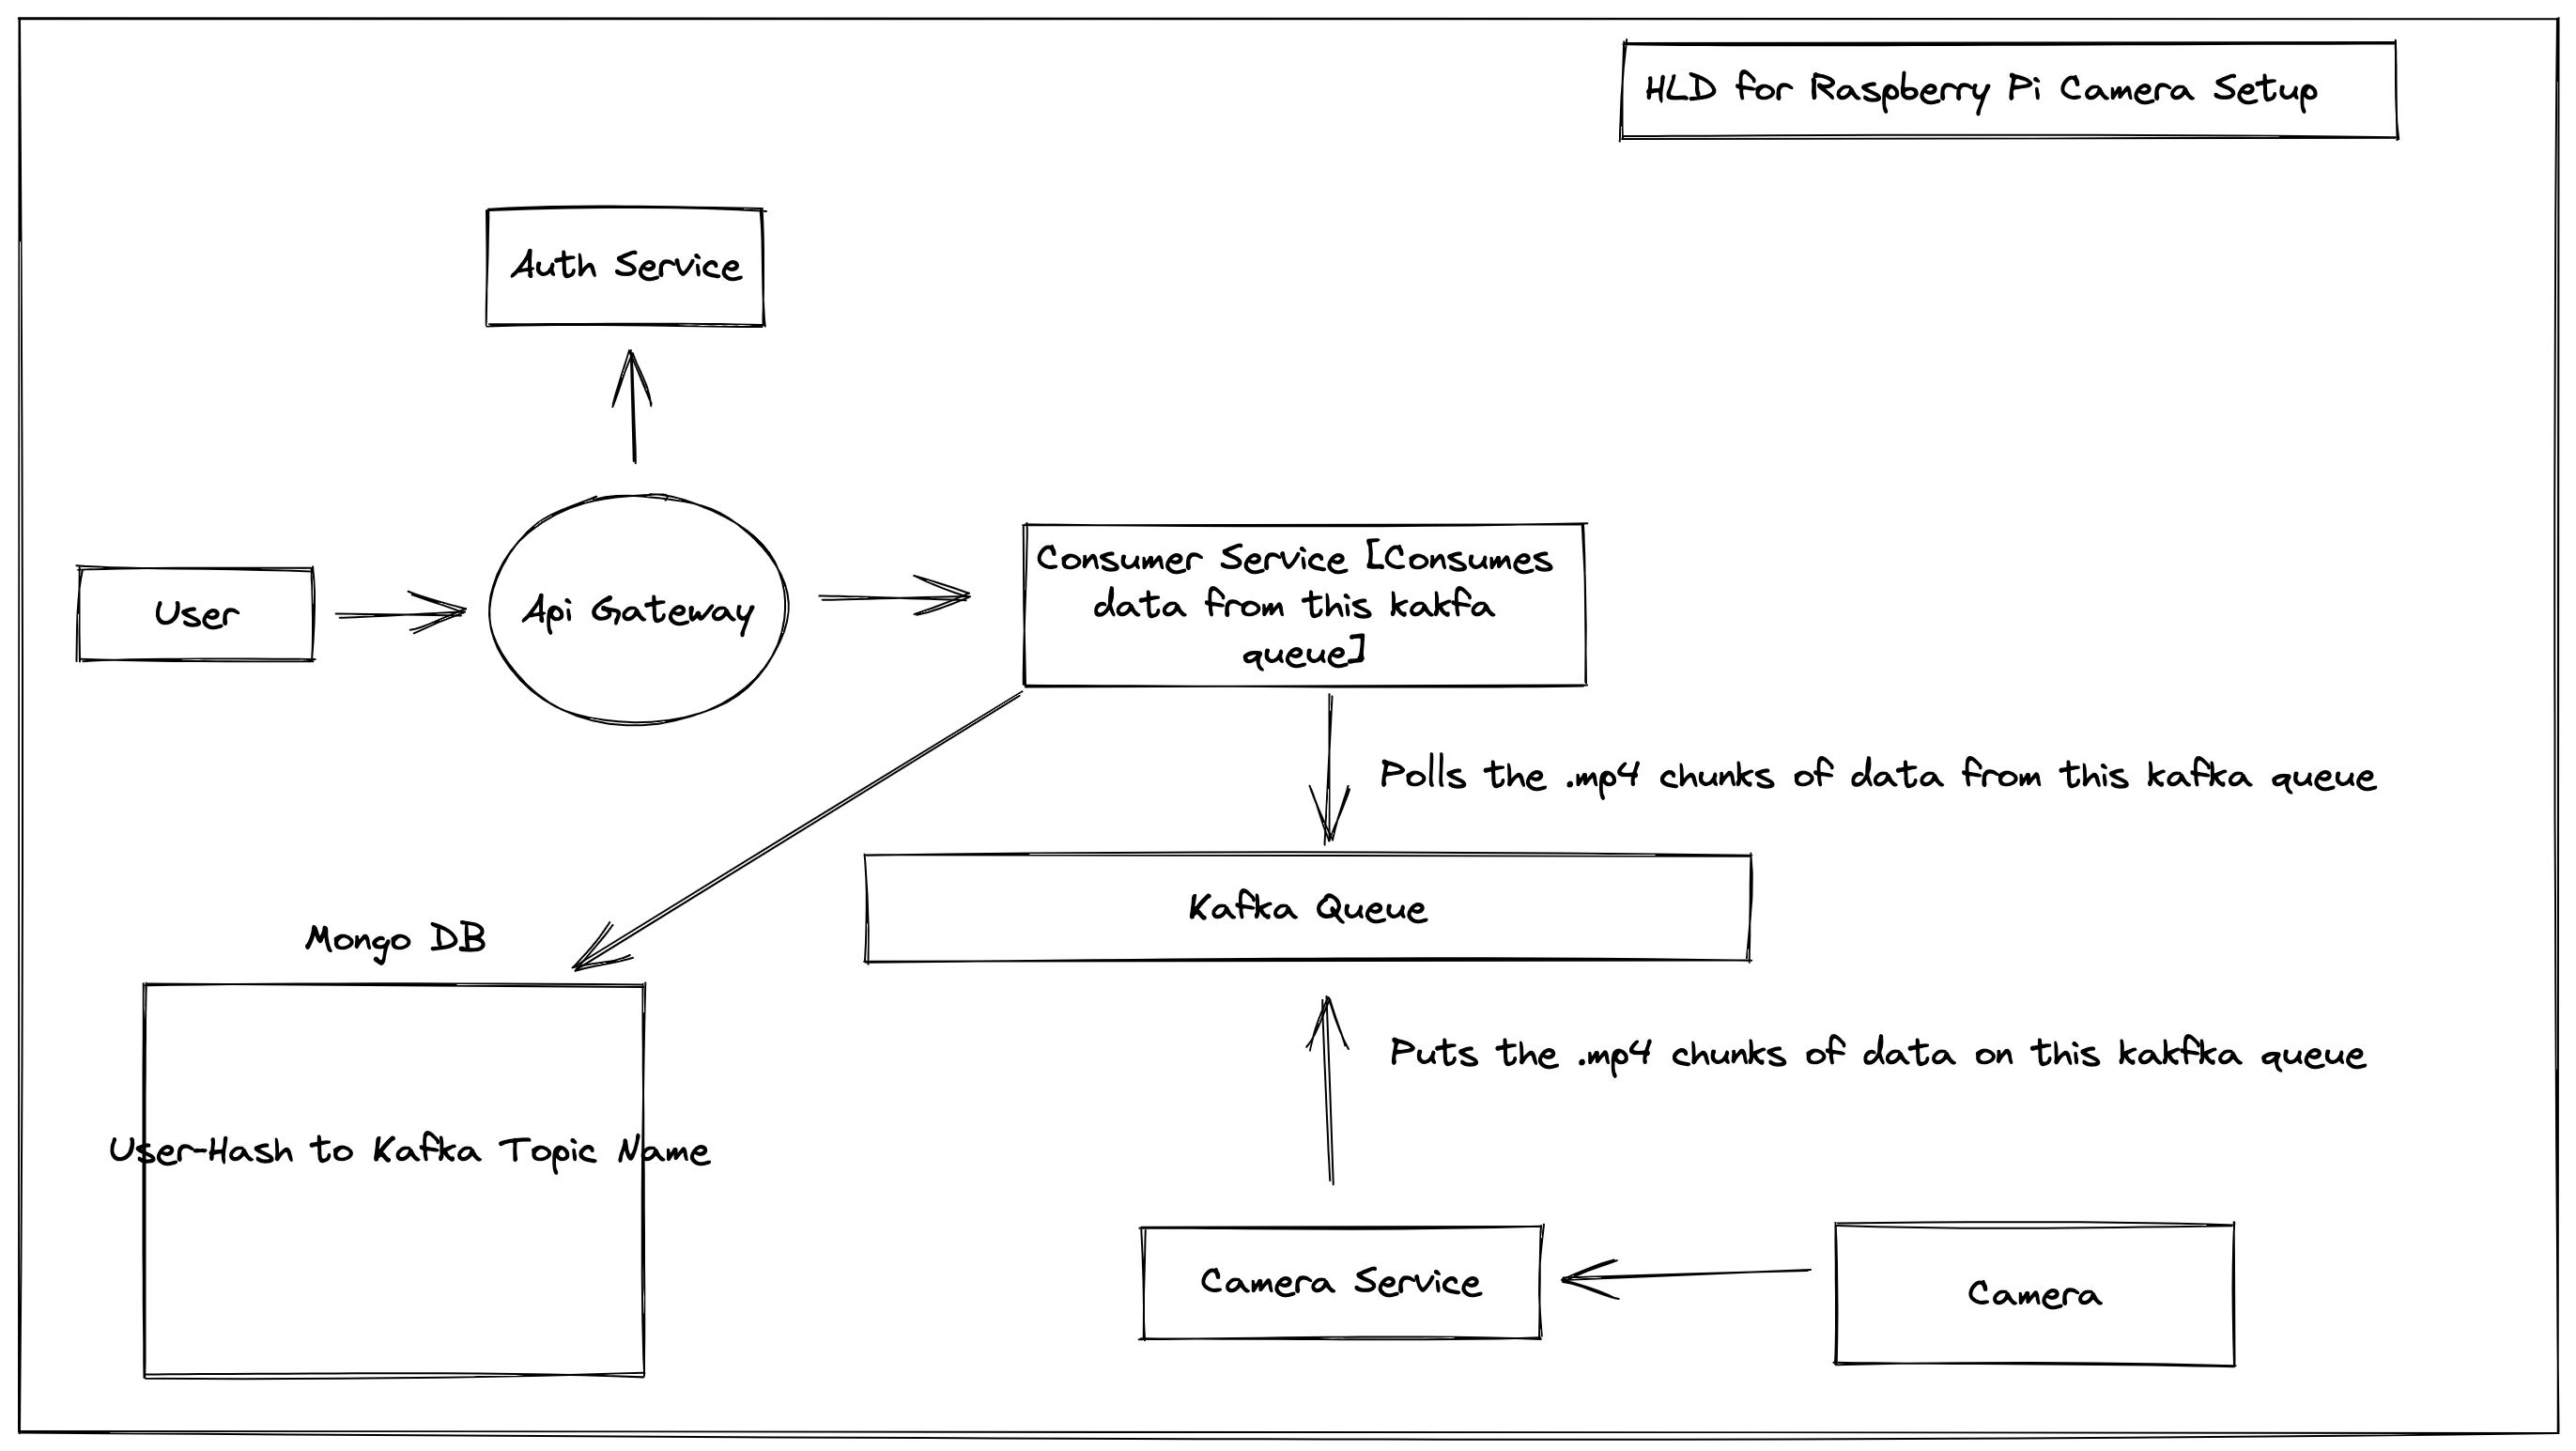 HLD for Raspberry Pi Camera Setup
Auth Service
User
Api Gateway
Consumer Service [Consumes
data from this kakfa
queue]
Polls the .mp4 chunks of data from this kafka queue
Kafka Queue
Mongo DB
Puts the .mp4 chunks of data on this kakfka queue
User-Hash to Kafka Topic Name
Camera Service
Camera